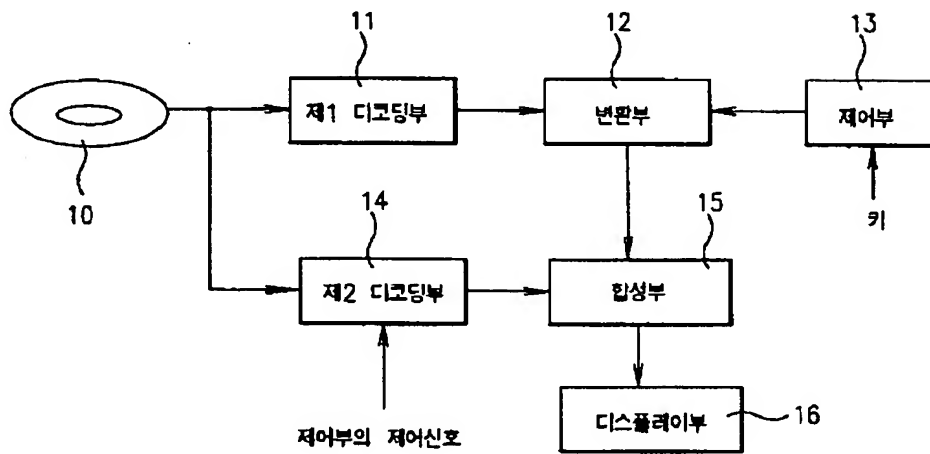 11
12
13
제1 디코딩부
변환부
제어부
10
키
14
15
제2 디코딩부
합성부
제어부의 제어신호
디스플레이부
16